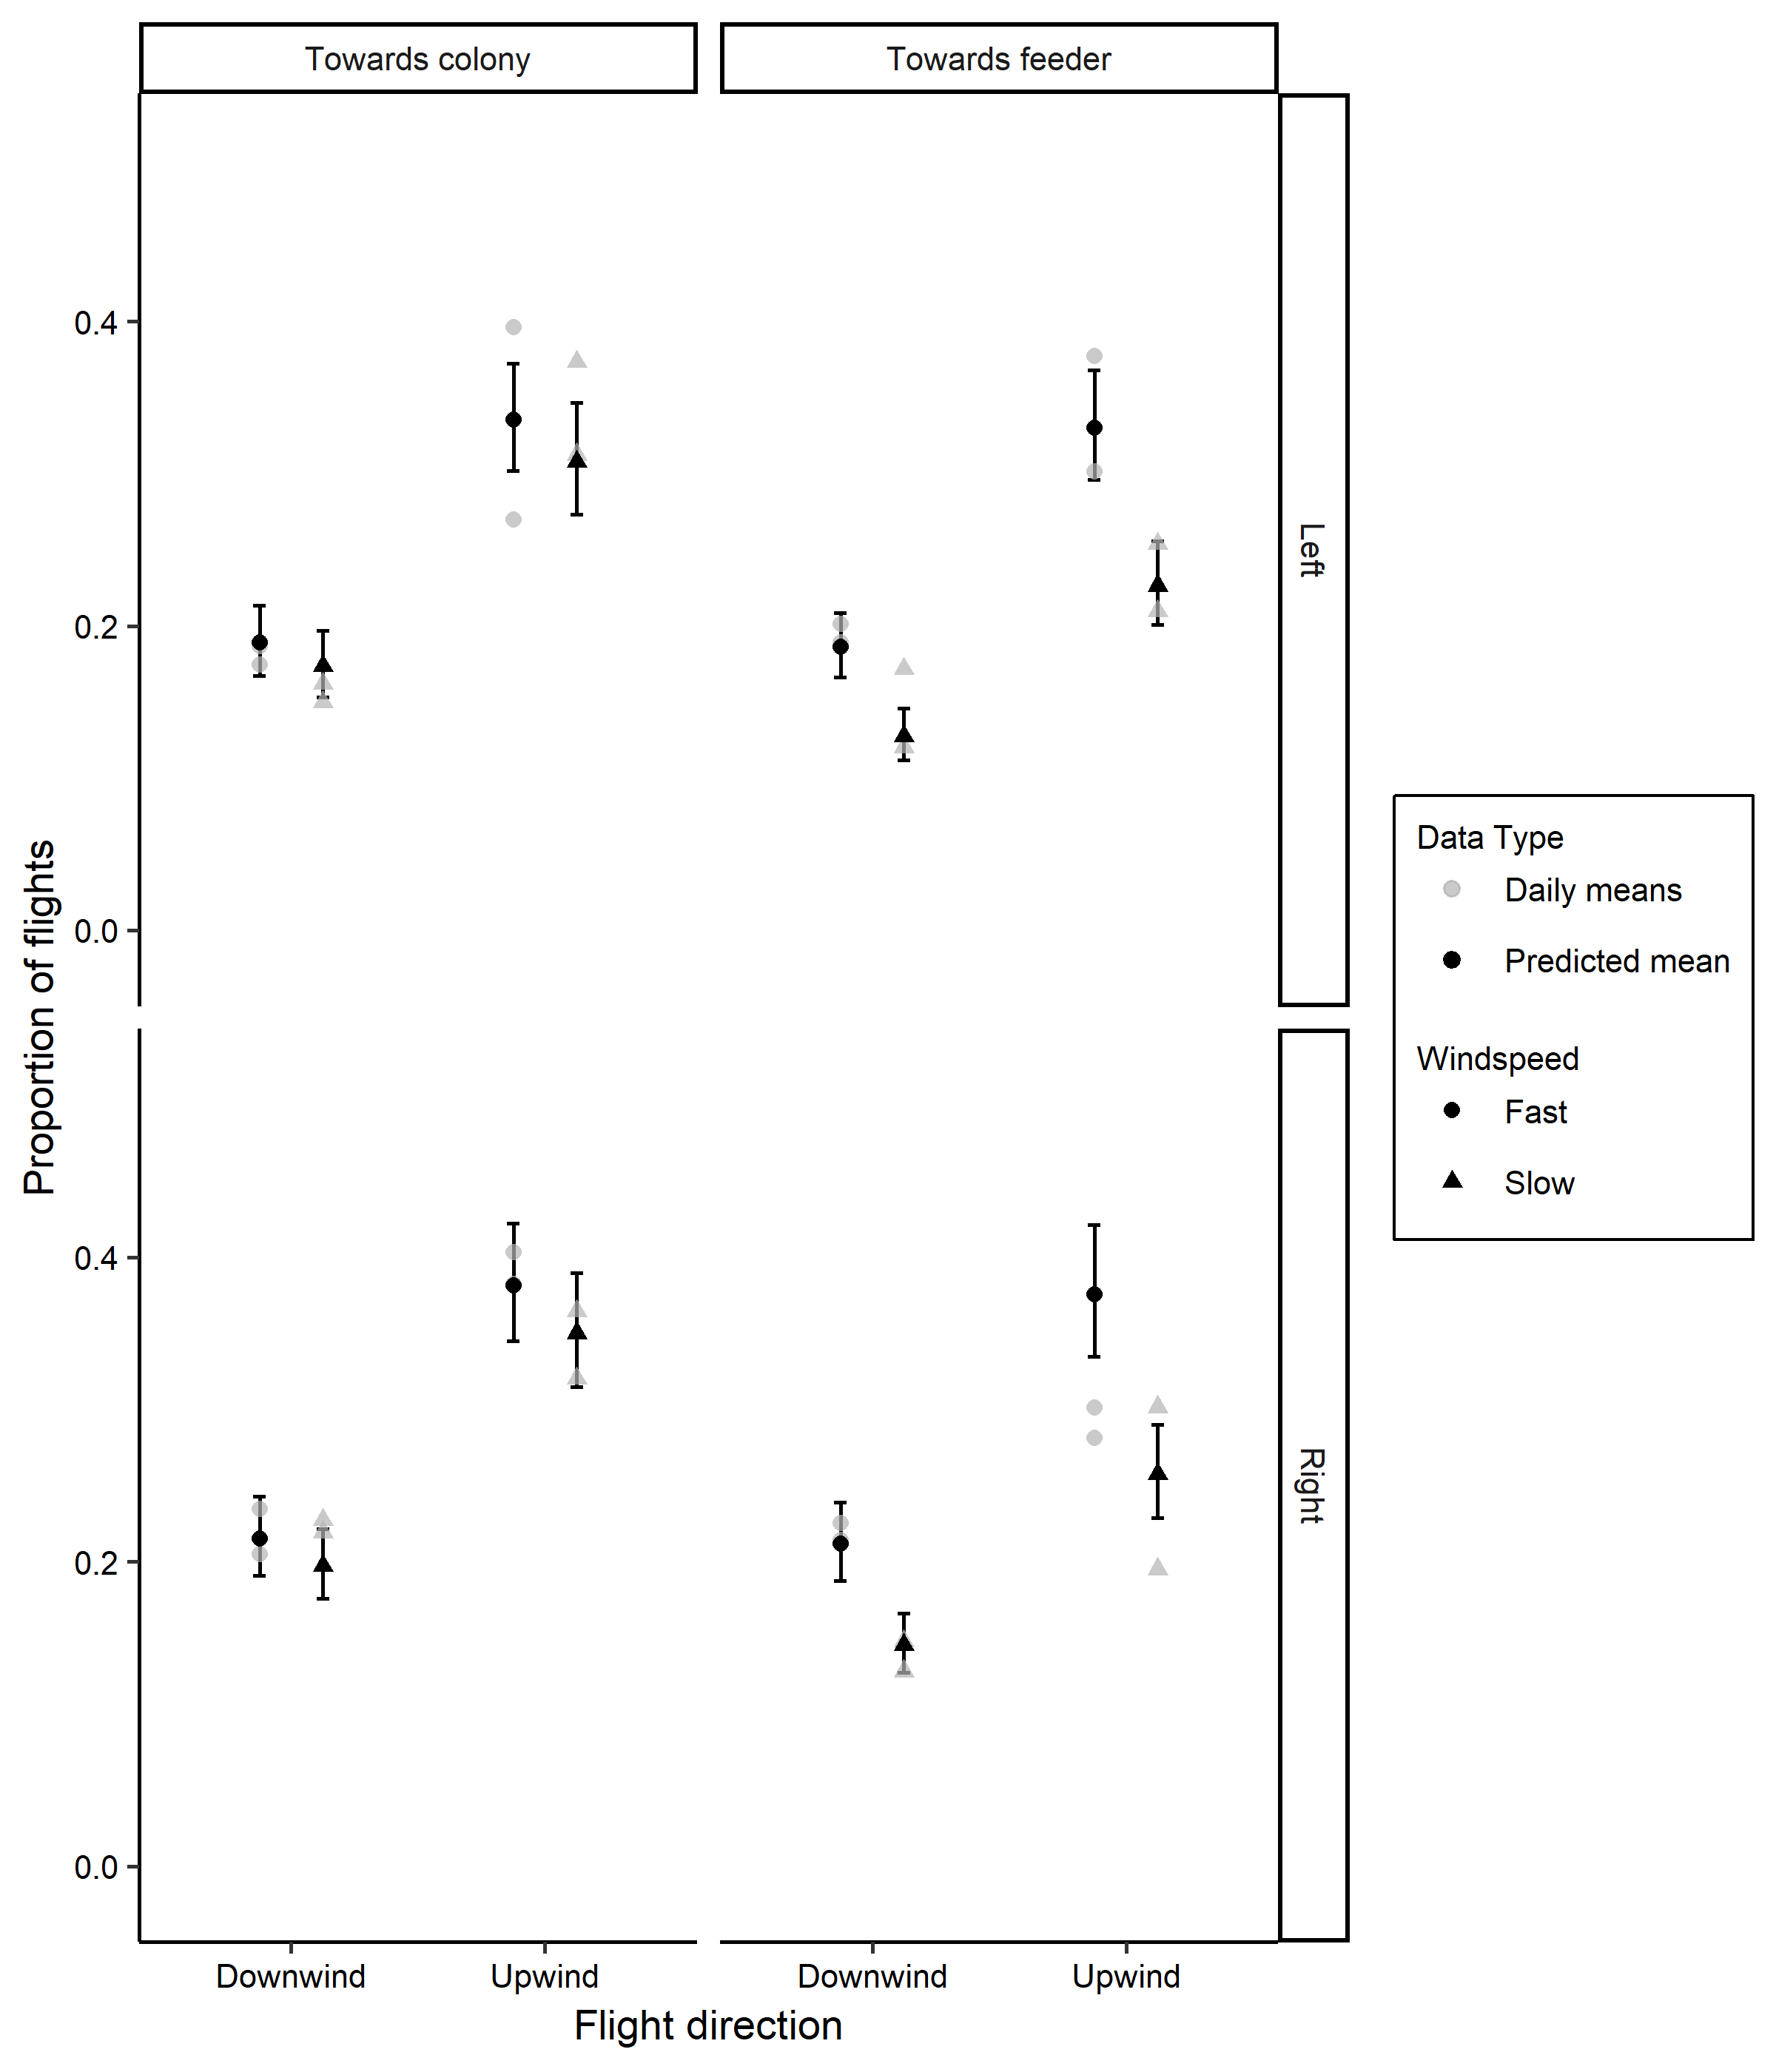 Towards colony
Towards feeder
Left
Right
Proportion of flights
0.4
0.2
0.0
0.4
0.2
0.0
Downwind
Upwind
Downwind
Upwind
Flight direction
Data Type
Daily means
Predicted mean
Windspeed
Fast
Slow